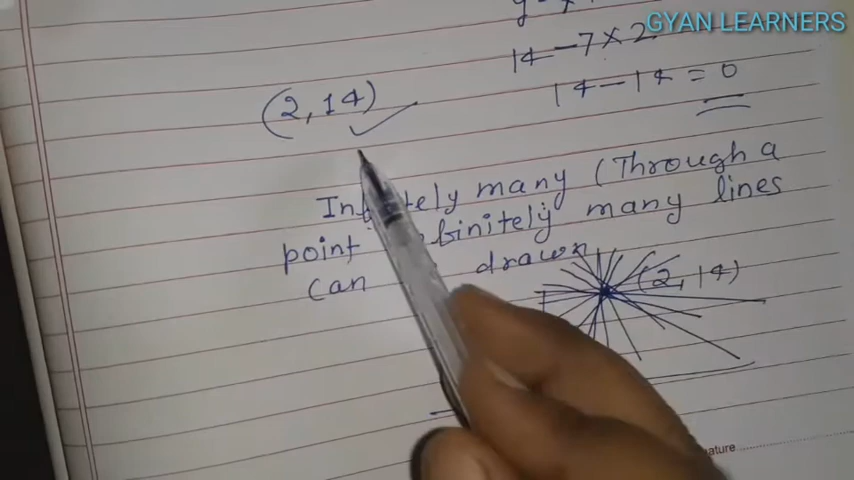 GYAN LEARNERS
14-7×2
14-14=0
(2,14)
many (Through a
point many lines
can drawn
(2,14)